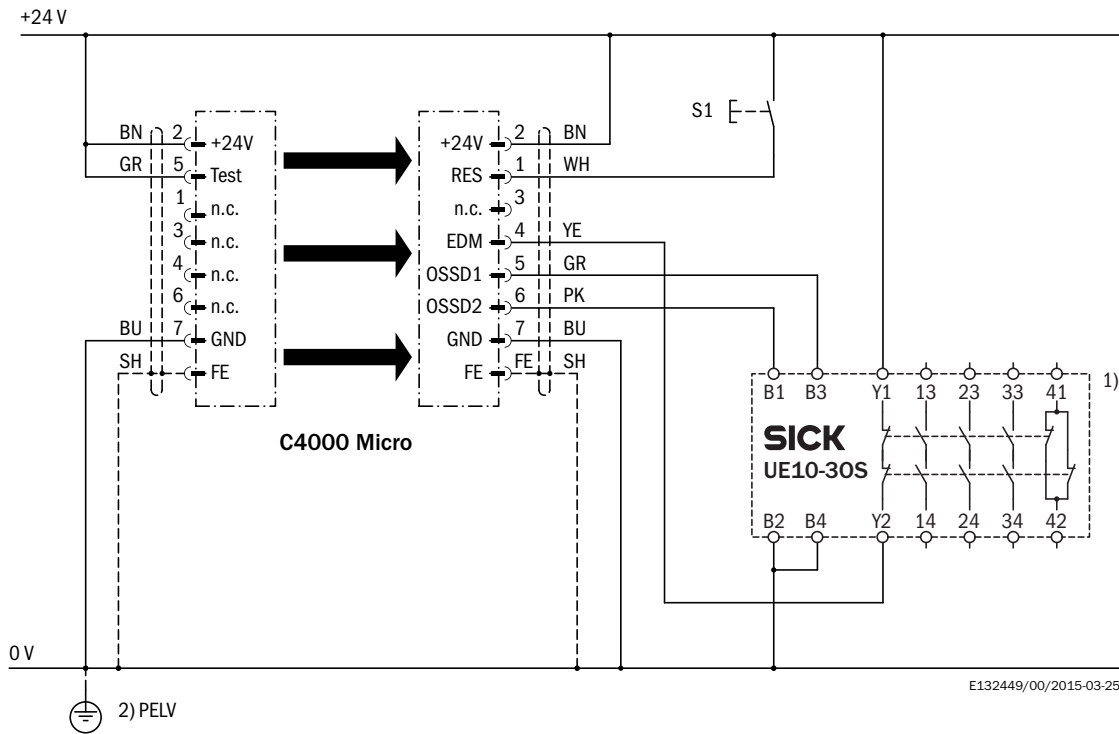 +24 V
S1
BN 2 +24V
GR 5 Test
1 n.c.
3 n.c.
4 n.c.
6 n.c.
BU 7 GND
SH FE
+24V 2 BN
RES 1 WH
n.c. 3
EDM 4 YE
OSSD1 5 GR
OSSD2 6 PK
GND 7 BU
FE FE SH
C4000 Micro
1)
B1 B3 Y1 13 23 33 41
SICK
UE10-30S
B2 B4 Y2 14 24 34 42
0 V
E132449/00/2015-03-25
2) PELV